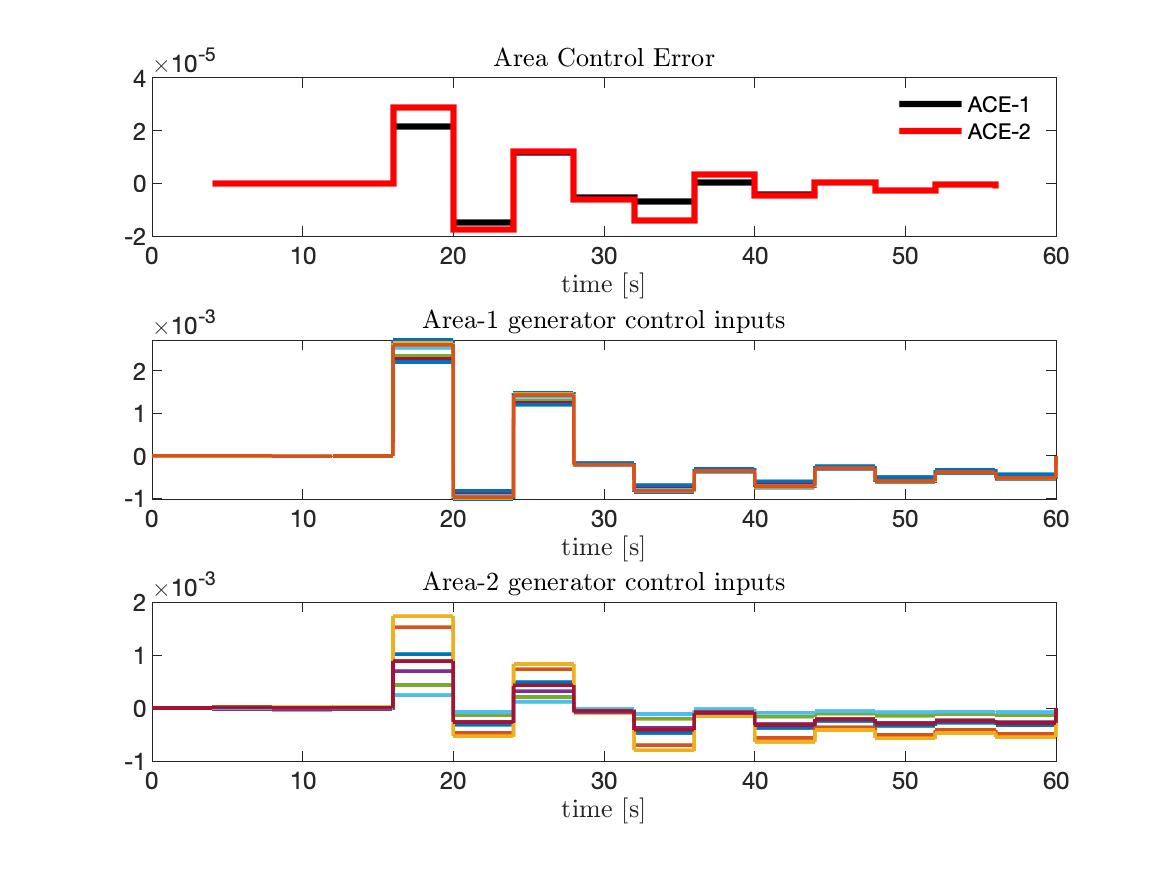 Area Control Error
×10-5
4
2
0
-2
ACE-1
ACE-2
0 10 20 30 40 50 60
time [s]
Area-1 generator control inputs
×10-3
2
1
0
-1
0 10 20 30 40 50 60
time [s]
Area-2 generator control inputs
×10-3
2
1
0
-1
0 10 20 30 40 50 60
time [s]